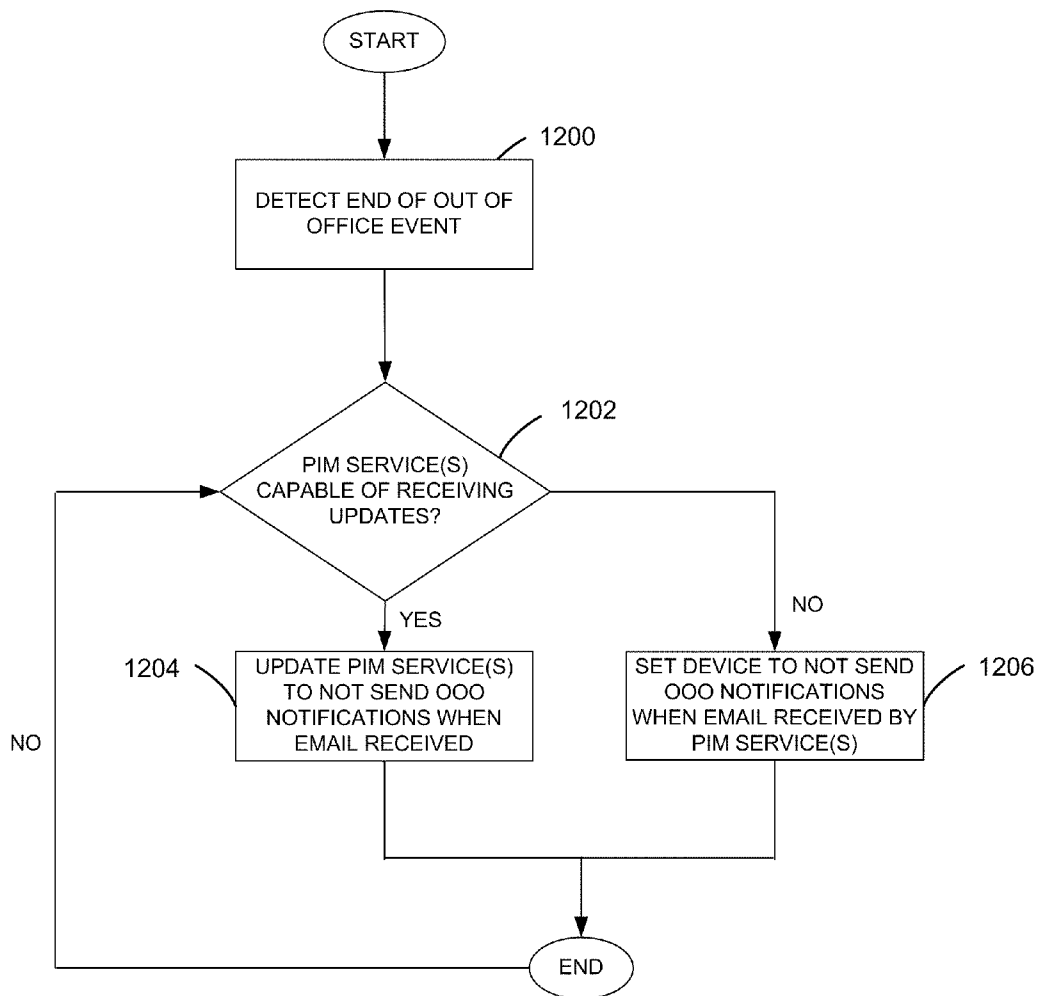 START
1200
DETECT END OF OUT OF
OFFICE EVENT
1202
PIM SERVICE(S)
CAPABLE OF RECEIVING
UPDATES?
YES
NO
1204
UPDATE PIM SERVICE(S)
TO NOT SEND OOO
NOTIFICATIONS WHEN
EMAIL RECEIVED
SET DEVICE TO NOT SEND
OOO NOTIFICATIONS
WHEN EMAIL RECEIVED BY
PIM SERVICE(S)
1206
NO
END